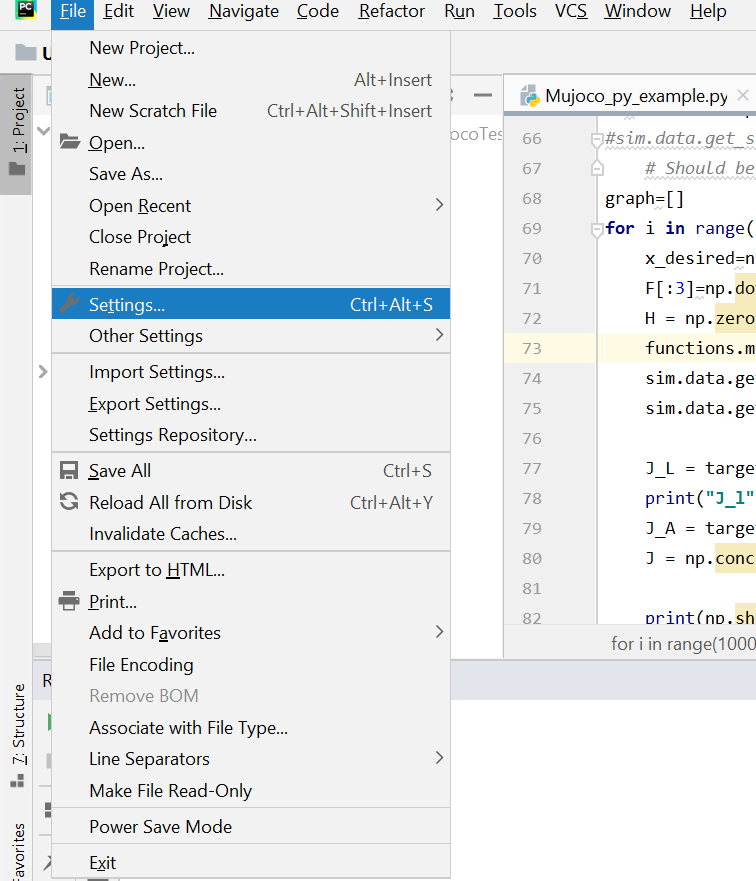 PC
File Edit View Navigate Code Refactor Run Tools VCS Window Help
1: Project
Mujoco_py_example.py
New Project...
New... Alt+Insert
New Scratch File Ctrl+Alt+Shift+Insert
Open...
Save As...
Open Recent
Close Project
Rename Project...
Settings... Ctrl+Alt+S
Other Settings
Import Settings...
Export Settings...
Settings Repository...
Save All Ctrl+S
Reload All from Disk Ctrl+Alt+Y
Invalidate Caches...
Export to HTML...
Print...
Add to Favorites
File Encoding
Remove BOM
Associate with File Type...
Line Separators
Make File Read-Only
Power Save Mode
Exit
ocoTes
66 #sim.data.get_s
67 # Should be
68 graph=[]
69 for i in range(
70 x_desired=n
71 F[:3]=np.do
72 H = np.zero
73 functions.m
74 sim.data.ge
75 sim.data.ge
76
77 J_L = targe
78 print("J_l"
79 J_A = targe
80 J = np.conc
81
82 print(np.sh
for i in range(1000
7: Structure
avorites